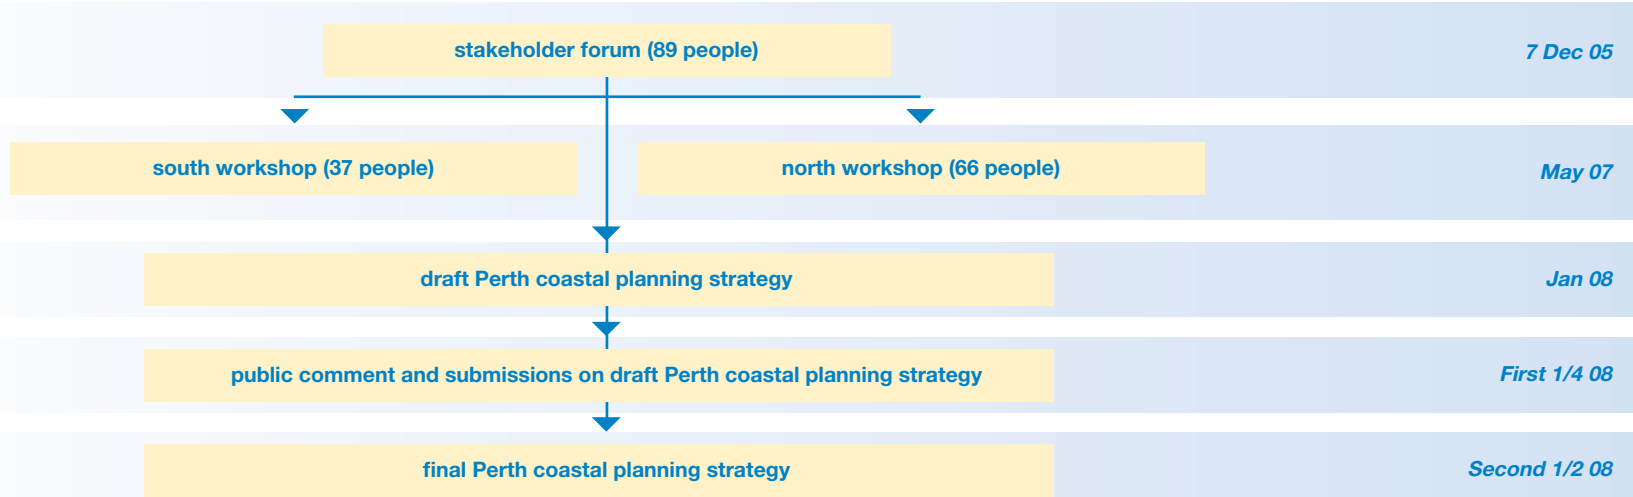 stakeholder forum (89 people)
7 Dec 05
south workshop (37 people)
north workshop (66 people)
May 07
draft Perth coastal planning strategy
Jan 08
public comment and submissions on draft Perth coastal planning strategy
First 1/4 08
final Perth coastal planning strategy
Second 1/2 08